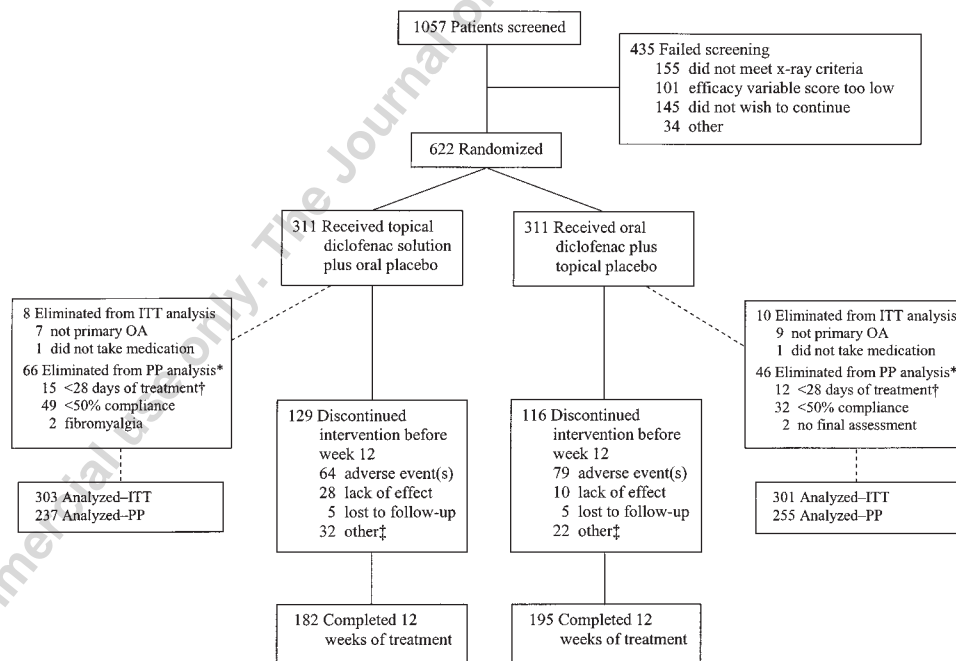 1057 Patients screened
435 Failed screening
155 did not meet x-ray criteria
101 efficacy variable score too low
145 did not wish to continue
34 other
622 Randomized
311 Received topical
diclofenac solution
plus oral placebo
311 Received oral
diclofenac plus
topical placebo
8 Eliminated from ITT analysis
7 not primary OA
1 did not take medication
66 Eliminated from PP analysis*
15 <28 days of treatment†
49 <50% compliance
2 fibromyalgia
10 Eliminated from ITT analysis
9 not primary OA
1 did not take medication
46 Eliminated from PP analysis*
12 <28 days of treatment†
32 <50% compliance
2 no final assessment
129 Discontinued
intervention before
week 12
64 adverse event(s)
28 lack of effect
5 lost to follow-up
32 other‡
116 Discontinued
intervention before
week 12
79 adverse event(s)
10 lack of effect
5 lost to follow-up
22 other‡
303 Analyzed–ITT
237 Analyzed–PP
301 Analyzed–ITT
255 Analyzed–PP
182 Completed 12
weeks of treatment
195 Completed 12
weeks of treatment
mercial use only. The Journal o